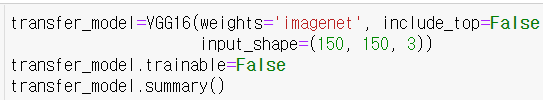 transfer_model=VGG16(weights='imagenet', include_top=False
input_shape=(150, 150, 3))
transfer_model.trainable=False
transfer_model.summary()